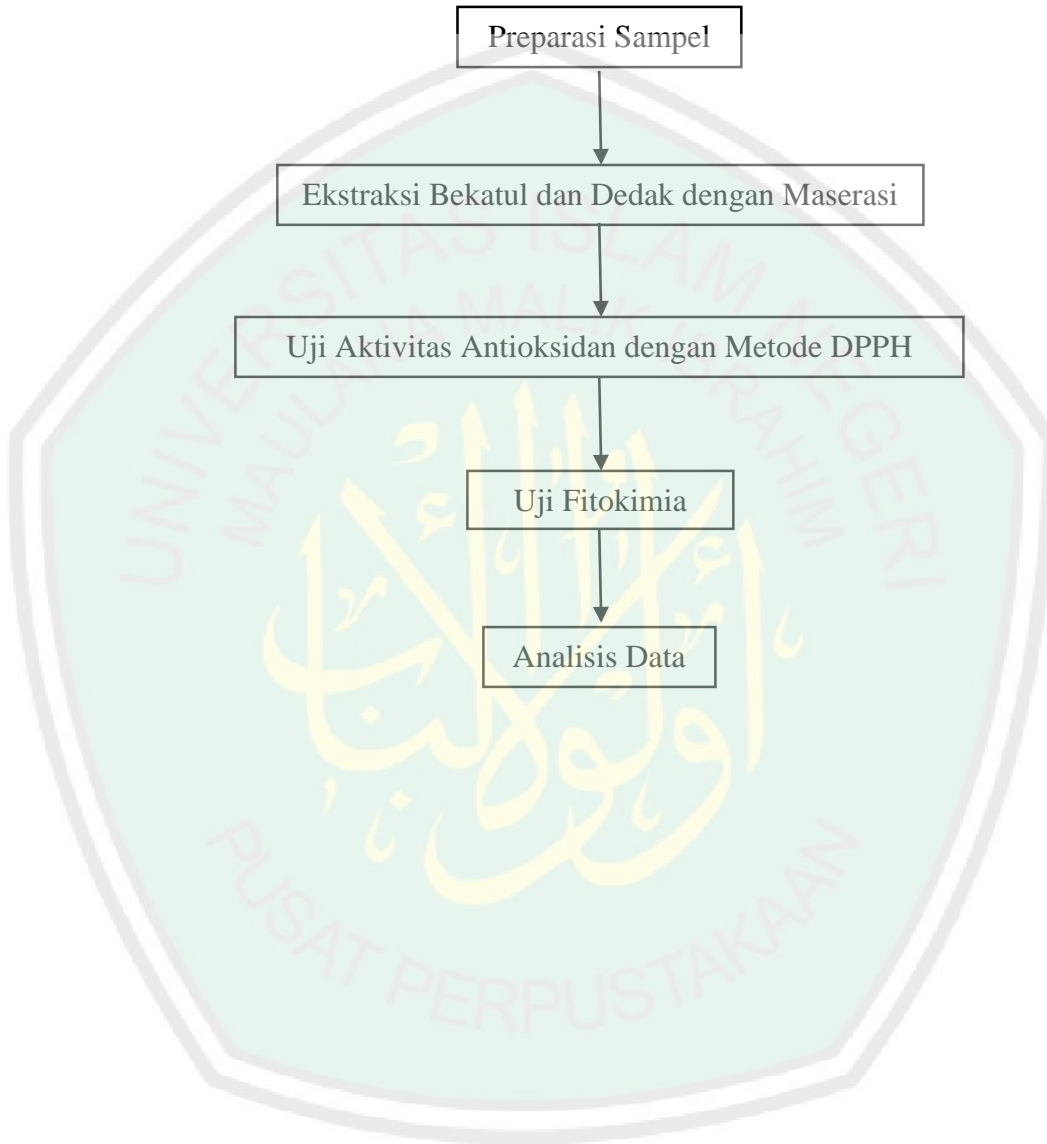 Preparasi Sampel
Ekstraksi Bekatul dan Dedak dengan Maserasi
UNIVERSITAS ISLAM NEGERI
MAULANA MALIK IBRAHIM
Uji Aktivitas Antioksidan dengan Metode DPPH
Uji Fitokimia
Analisis Data
PUSAT PERPUSTAKAAN